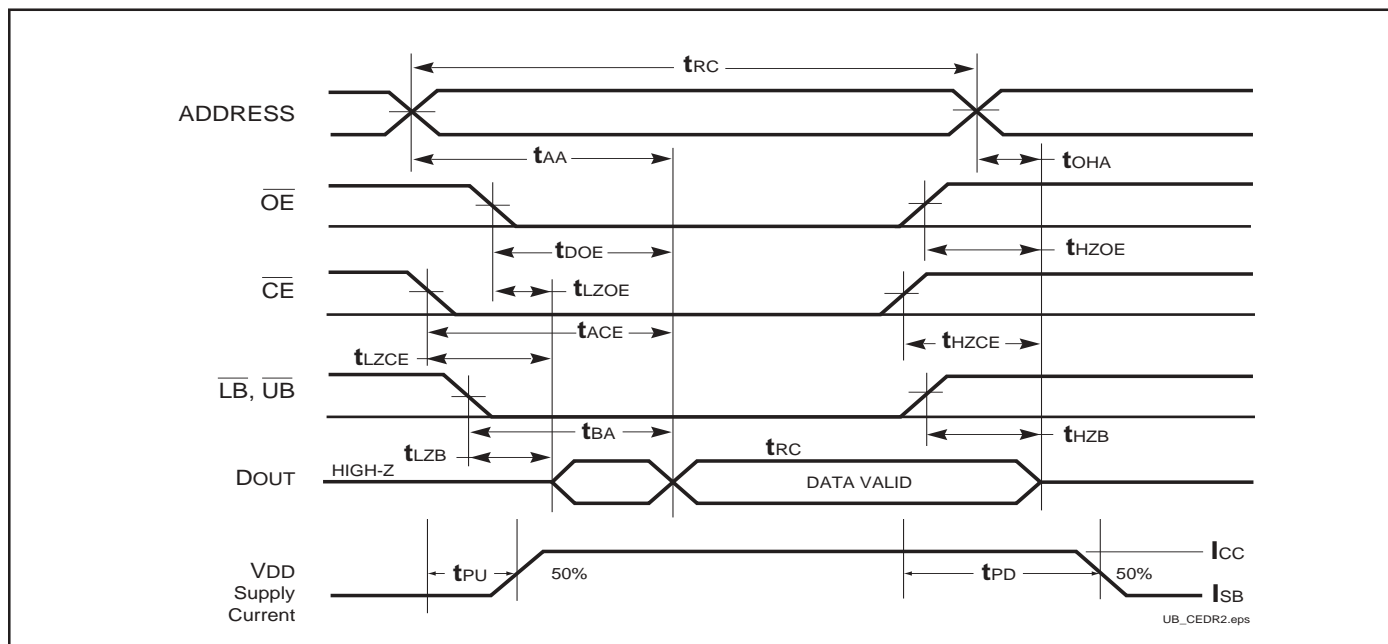 tRC
ADDRESS
tAA
tOHA
OE
tDOE
tHZOE
CE
tLZOE
tACE
tHZCE
tLZCE
LB, UB
tBA
tHZB
tLZB
tRC
HIGH-Z
DOUT
DATA VALID
ICC
tPU
50%
tPD
50%
VDD
Supply
Current
ISB
UB_CEDR2.eps